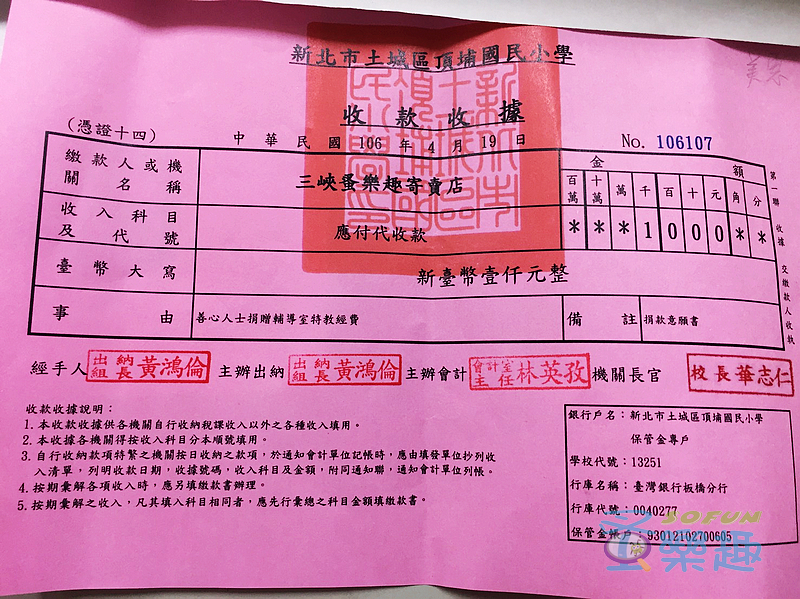 新北市土城區頂埔國民小學
收款收據
(憑證十四)
中華民國 106 年 4 月 19 日
No. 106107
繳款人或機關名稱
三峽蚤樂趣寄賣店
金額
百萬 十萬 萬 千 百 十 元 角 分
收入科目及代號
應付代收款
* * * 1 0 0 0 * *
臺幣大寫
新臺幣壹仟元整
事由
善心人士捐贈輔導室特教經費
備註
捐款意願書
第一聯 收據 交繳款人收執
經手人 出納組長 黃鴻倫 主辦出納 出納組長 黃鴻倫 主辦會計 會計室主任 林英孜 機關長官 校長 華志仁
收款收據說明：
1.本收款收據供各機關自行收納稅課收入以外之各種收入填用。
2.本收據各機關得按收入科目分本順號填用。
3.自行收納款項特繁之機關按日收納之款項，於通知會計單位記帳時，應由填發單位抄列收
入清單，列明收款日期，收據號碼，收入科目及金額，附同通知聯，通知會計單位列帳。
4.按期彙解各項收入時，應另填繳款書辦理。
5.按期彙解之收入，凡其填入科目相同者，應先行彙總之科目金額填繳款書。
銀行戶名：新北市土城區頂埔國民小學
保管金專戶
學校代號：13251
行庫名稱：臺灣銀行板橋分行
行庫代號：0040277
保管金帳戶：93012102700605
SOFUN
蚤樂趣